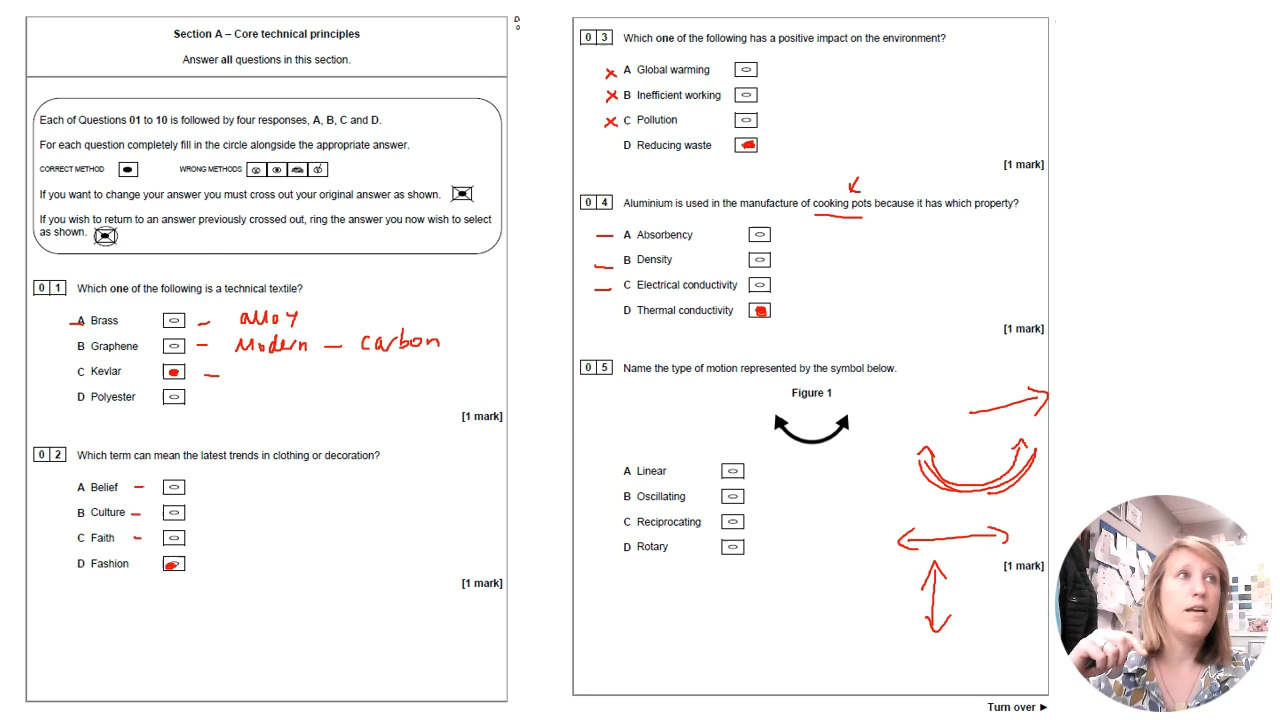 Section A – Core technical principles
Answer all questions in this section.
Each of Questions 01 to 10 is followed by four responses, A, B, C and D.
For each question completely fill in the circle alongside the appropriate answer.
CORRECT METHOD WRONG METHODS
If you want to change your answer you must cross out your original answer as shown.
If you wish to return to an answer previously crossed out, ring the answer you now wish to select
as shown.
0 1 Which one of the following is a technical textile?
A Brass – alloy
B Graphene – Modern – carbon
C Kevlar –
D Polyester
[1 mark]
0 2 Which term can mean the latest trends in clothing or decoration?
A Belief
B Culture
C Faith
D Fashion
[1 mark]
D
o
0 3 Which one of the following has a positive impact on the environment?
A Global warming
B Inefficient working
C Pollution
D Reducing waste
[1 mark]
0 4 Aluminium is used in the manufacture of cooking pots because it has which property?
A Absorbency
B Density
C Electrical conductivity
D Thermal conductivity
[1 mark]
0 5 Name the type of motion represented by the symbol below.
Figure 1
A Linear
B Oscillating
C Reciprocating
D Rotary
[1 mark]
Turn over ►